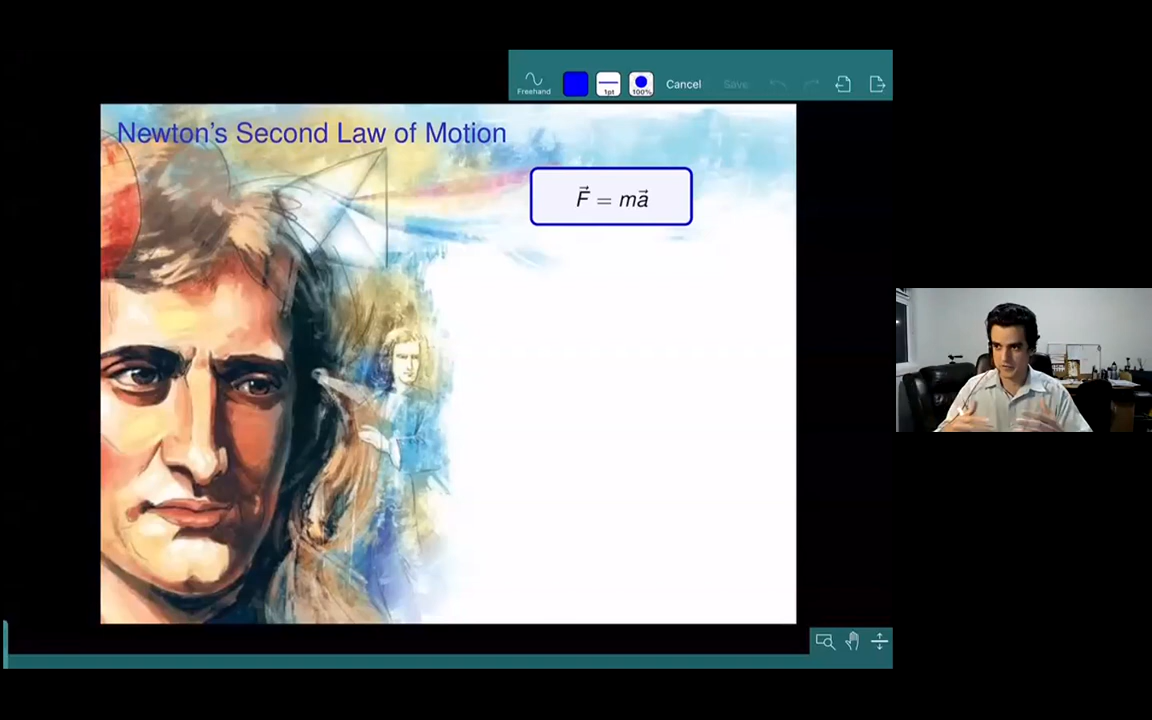 Freehand
1pt
100%
Cancel
Save
Newton's Second Law of Motion
F⃗ = ma⃗